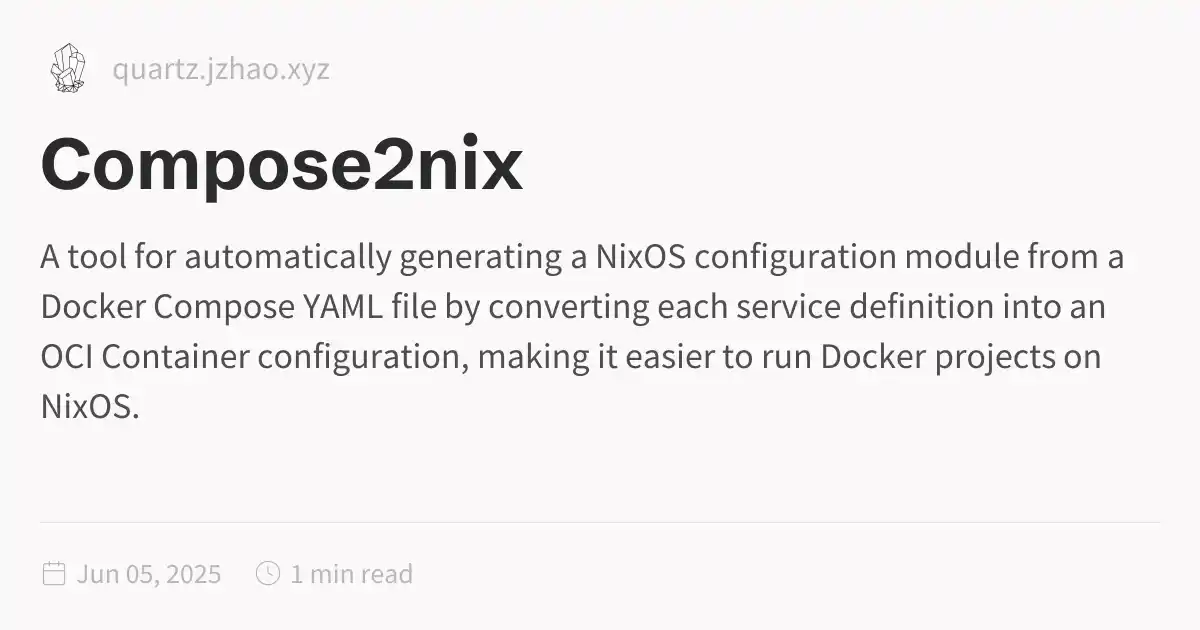 quartz.jzhao.xyz
Compose2nix
A tool for automatically generating a NixOS configuration module from a
Docker Compose YAML file by converting each service definition into an
OCI Container configuration, making it easier to run Docker projects on
NixOS.
Jun 05, 2025 1 min read